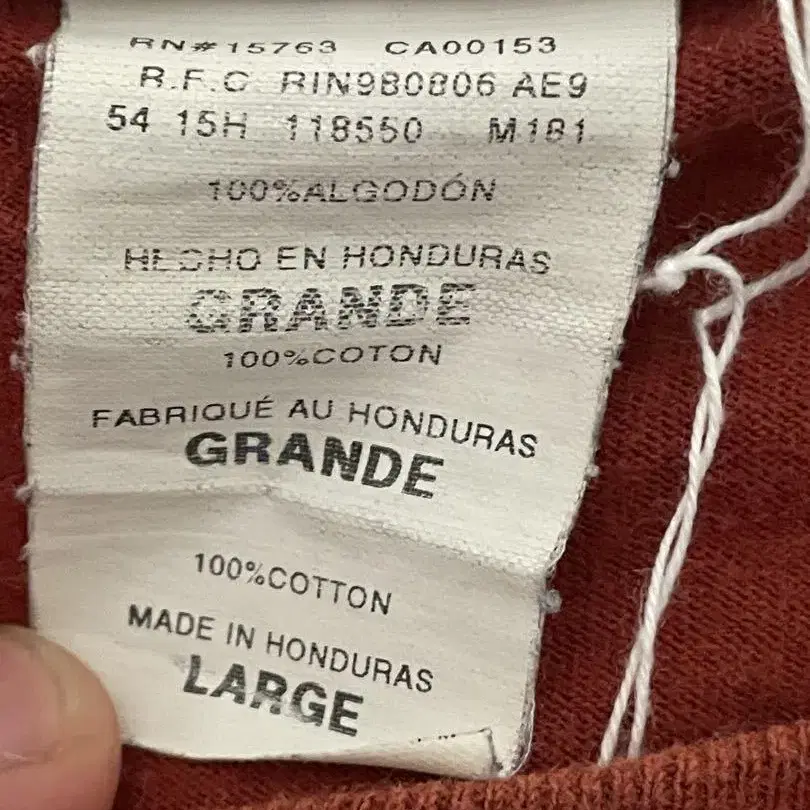 RN#15763 CA00153
R.F.C RIN980806 AE9
54 15H 118550 M181
100%ALGODÓN
HECHO EN HONDURAS
GRANDE
100%COTON
FABRIQUÉ AU HONDURAS
GRANDE
100%COTTON
MADE IN HONDURAS
LARGE